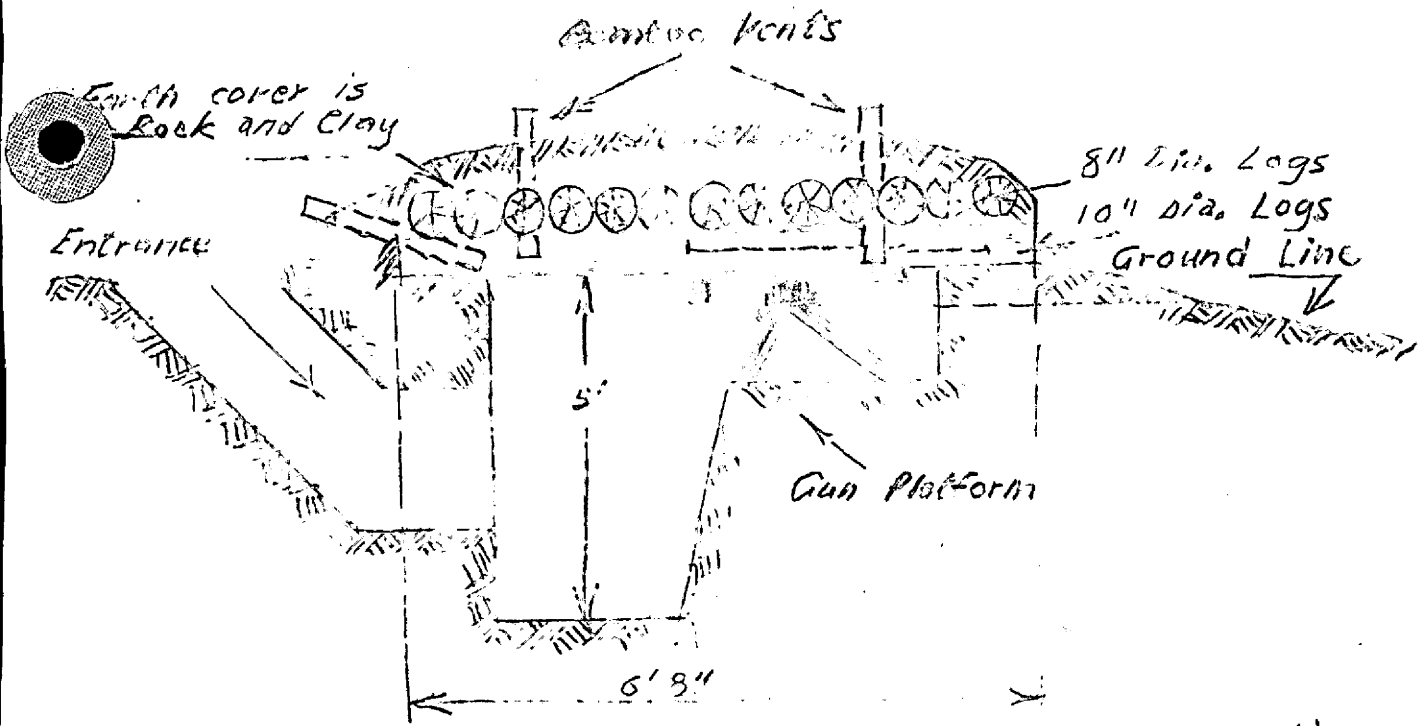 Bamboo Vents
Earth cover is
Rock and Clay
8" Dia. Logs
10" Dia. Logs
Entrance
Ground Line
5'
Gun Platform
6' 8"